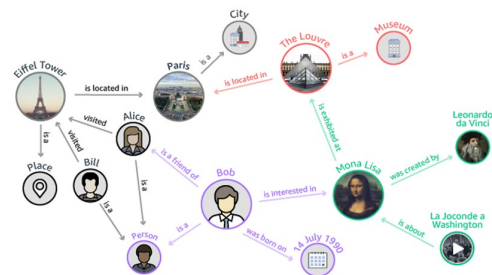 City
The Louvre
Museum
is a
is a
Eiffel Tower
Paris
is located in
is located in
Leonardo
da Vinci
Alice
visited
visited
is exhibited at
was created by
is a
Bill
is a friend of
Mona Lisa
Place
Bob
is interested in
is a
is a
La Joconde a
Washington
is about
Person
is a
was born on
14 July 1990